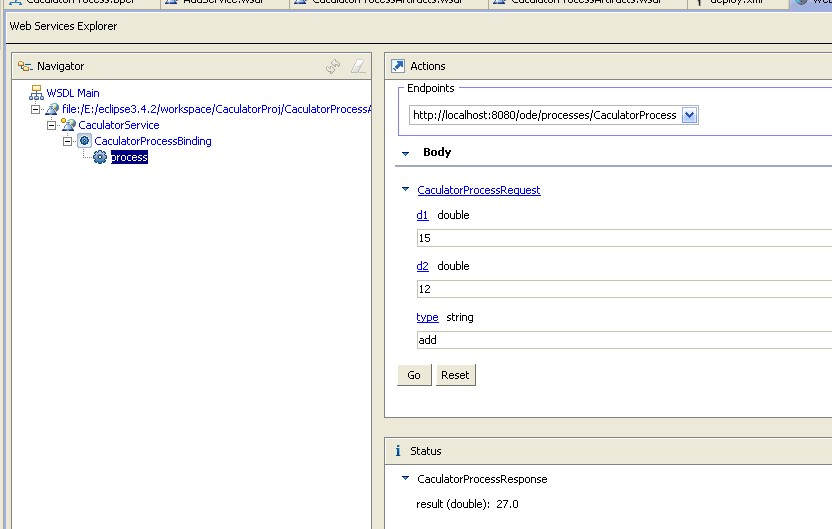 CaculatorProcess.bpel AddService.wsdl CaculatorProcessArtifacts.wsdl CaculatorProcessArtifacts.wsdl deploy.xml
Web Services Explorer
Navigator
WSDL Main
file:/E:/eclipse3.4.2/workspace/CaculatorProj/CaculatorProcessA
CaculatorService
CaculatorProcessBinding
process
Actions
Endpoints
http://localhost:8080/ode/processes/CaculatorProcess
Body
CaculatorProcessRequest
d1 double
15
d2 double
12
type string
add
Go Reset
i Status
CaculatorProcessResponse
result (double): 27.0